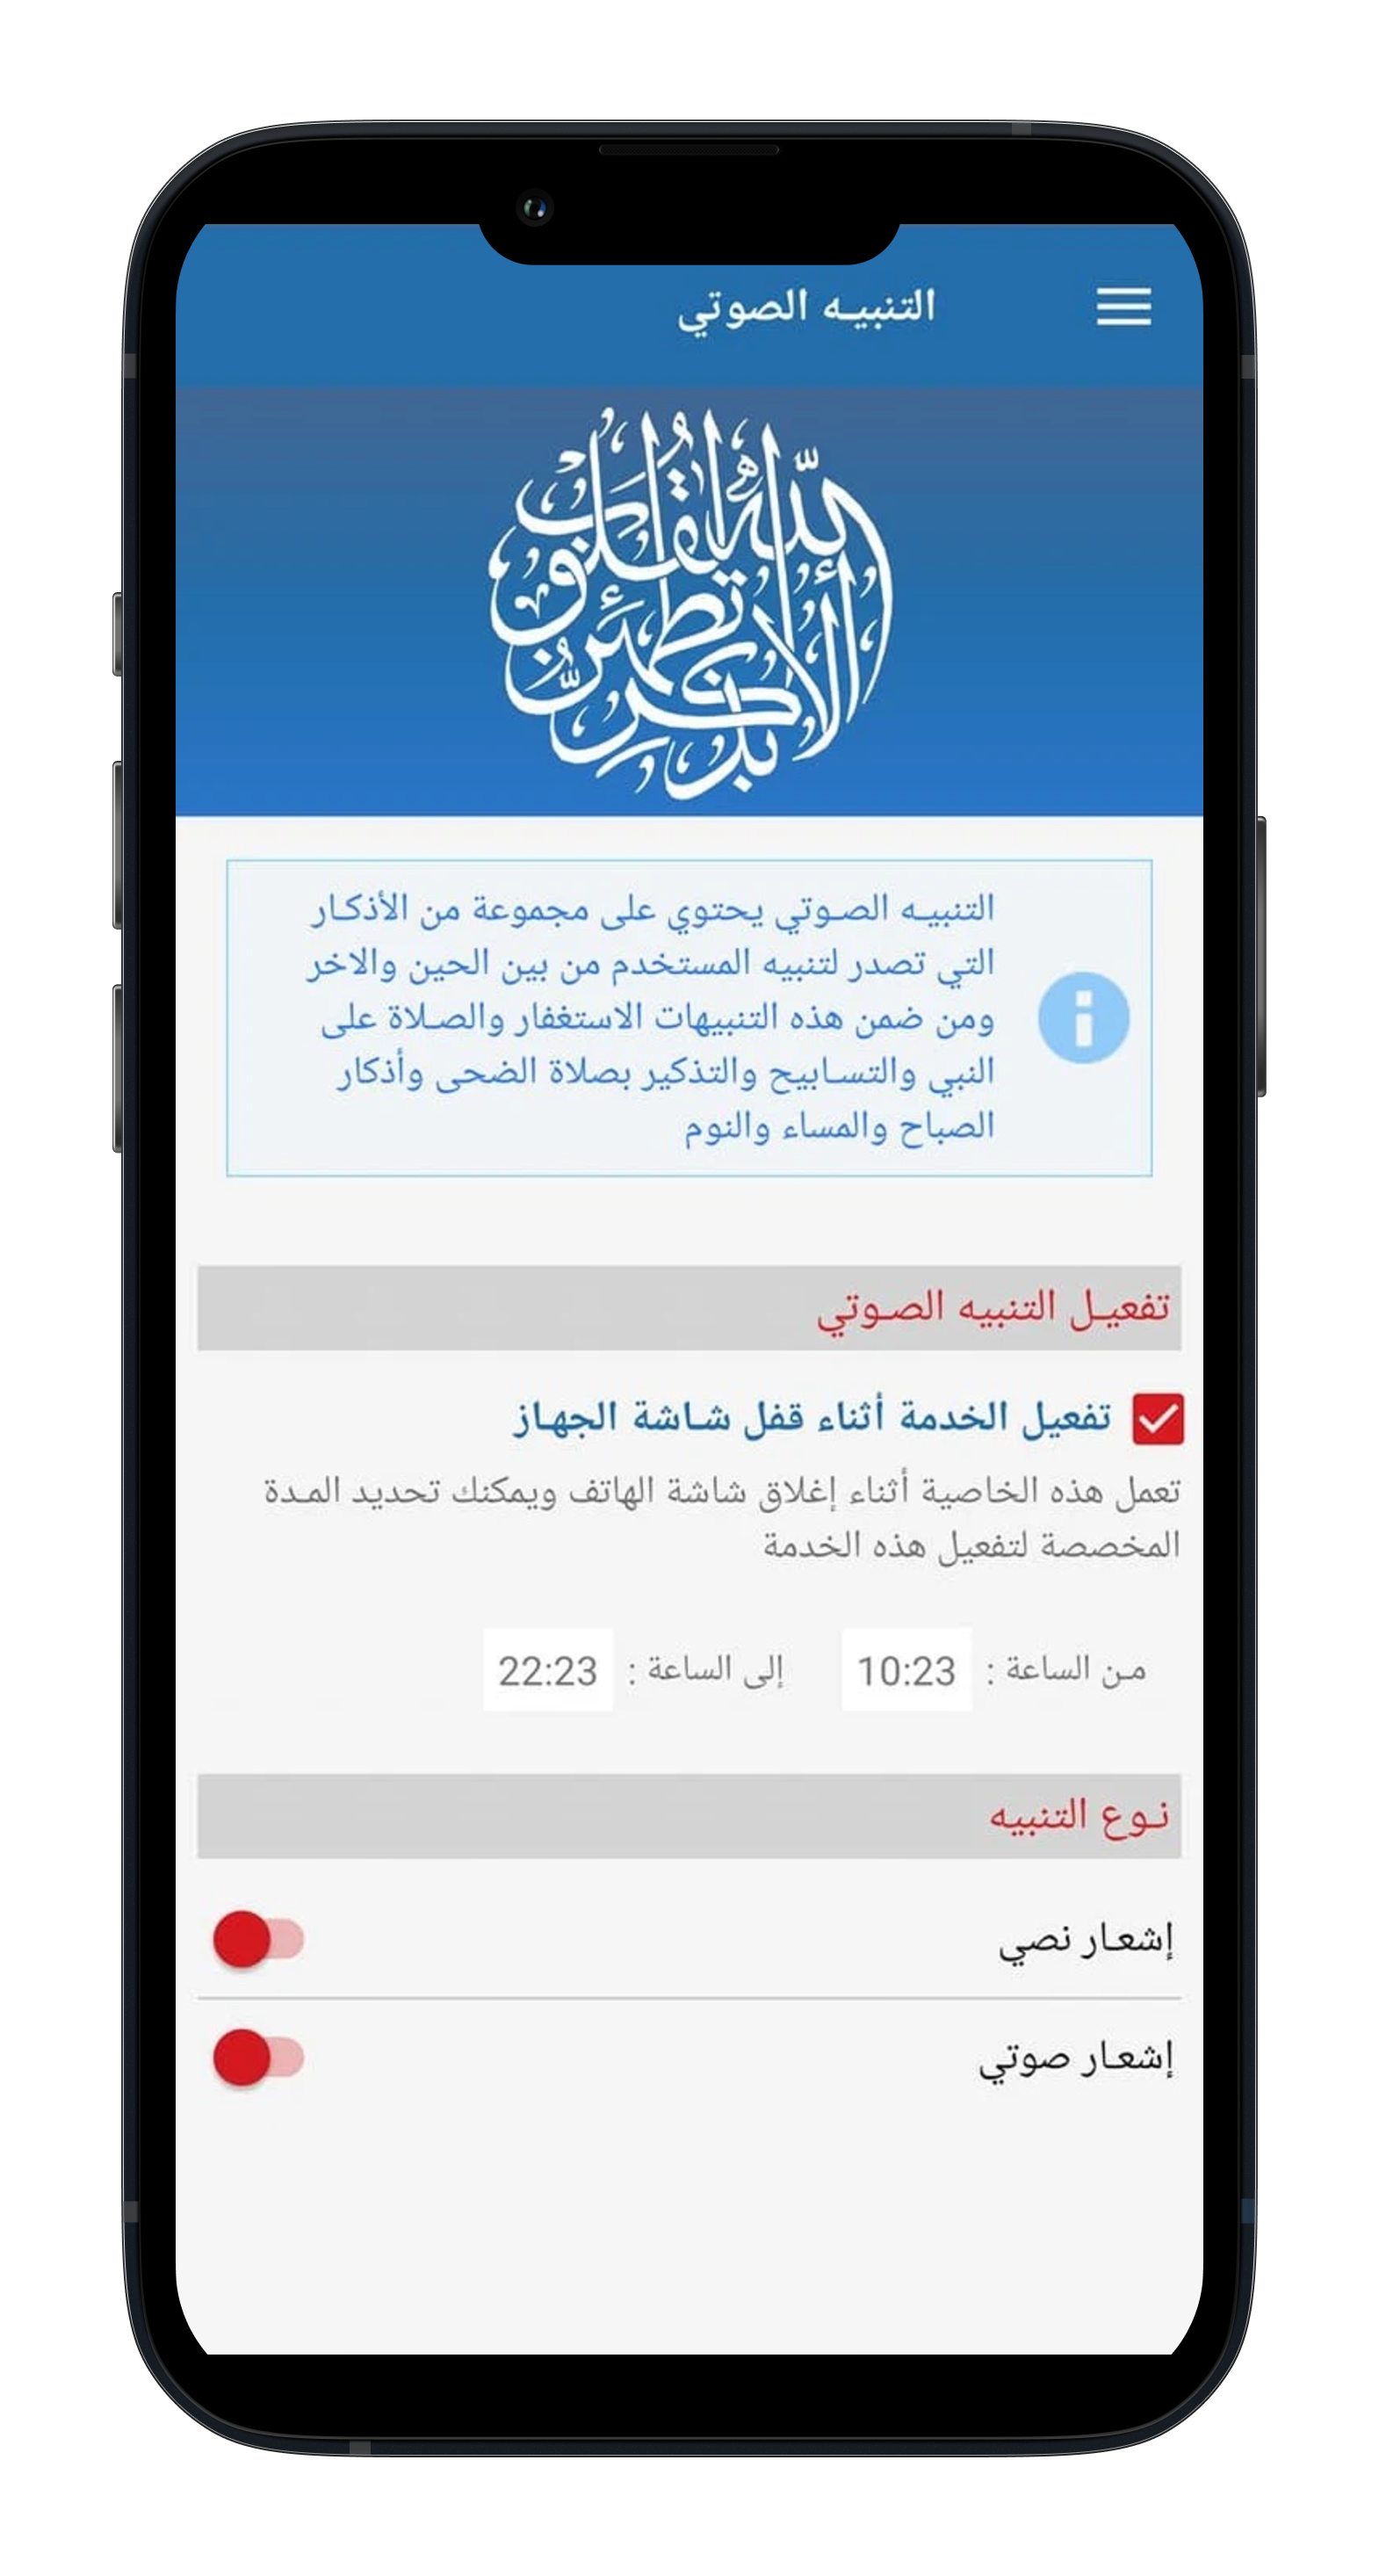 التنبيه الصوتي
ألا بذكر الله تطمئن القلوب
التنبيه الصوتي يحتوي على مجموعة من الأذكار
التي تصدر لتنبيه المستخدم من بين الحين والاخر
ومن ضمن هذه التنبيهات الاستغفار والصلاة على
النبي والتسابيح والتذكير بصلاة الضحى وأذكار
الصباح والمساء والنوم
تفعيل التنبيه الصوتي
تفعيل الخدمة أثناء قفل شاشة الجهاز
تعمل هذه الخاصية أثناء إغلاق شاشة الهاتف ويمكنك تحديد المدة
المخصصة لتفعيل هذه الخدمة
من الساعة : 10:23 إلى الساعة : 22:23
نوع التنبيه
إشعار نصي
إشعار صوتي